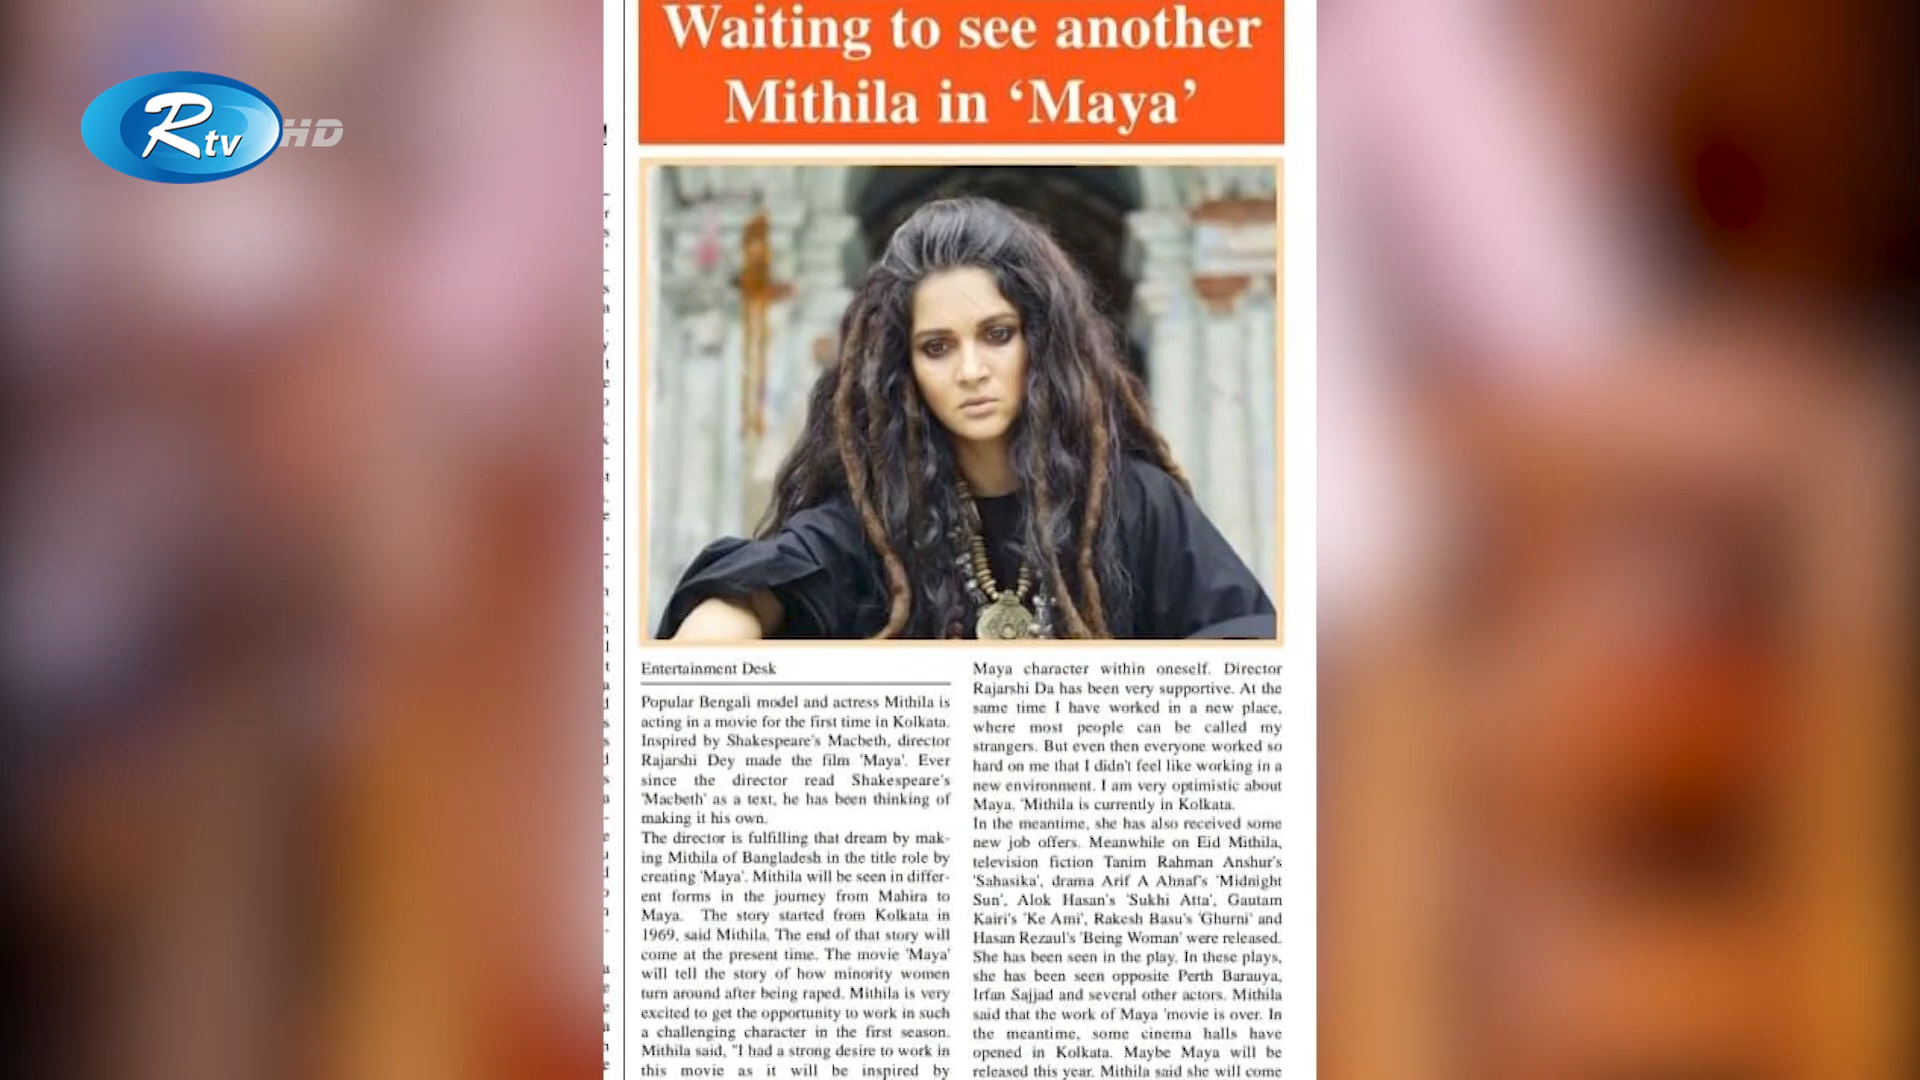 Rtv HD
Waiting to see another
Mithila in ‘Maya’
Entertainment Desk
Popular Bengali model and actress Mithila is
acting in a movie for the first time in Kolkata.
Inspired by Shakespeare's Macbeth, director
Rajarshi Dey made the film 'Maya'. Ever
since the director read Shakespeare's
'Macbeth' as a text, he has been thinking of
making it his own.
The director is fulfilling that dream by mak-
ing Mithila of Bangladesh in the title role by
creating 'Maya'. Mithila will be seen in differ-
ent forms in the journey from Mahira to
Maya. The story started from Kolkata in
1969, said Mithila. The end of that story will
come at the present time. The movie 'Maya'
will tell the story of how minority women
turn around after being raped. Mithila is very
excited to get the opportunity to work in such
a challenging character in the first season.
Mithila said, "I had a strong desire to work in
this movie as it will be inspired by
Maya character within oneself. Director
Rajarshi Da has been very supportive. At the
same time I have worked in a new place,
where most people can be called my
strangers. But even then everyone worked so
hard on me that I didn't feel like working in a
new environment. I am very optimistic about
Maya. 'Mithila is currently in Kolkata.
In the meantime, she has also received some
new job offers. Meanwhile on Eid Mithila,
television fiction Tanim Rahman Anshur's
'Sahasika', drama Arif A Ahnaf's 'Midnight
Sun', Alok Hasan's 'Sukhi Atta', Gautam
Kairi's 'Ke Ami', Rakesh Basu's 'Ghurni' and
Hasan Rezaul's 'Being Woman' were released.
She has been seen in the play. In these plays,
she has been seen opposite Perth Barauya,
Irfan Sajjad and several other actors. Mithila
said that the work of Maya 'movie is over. In
the meantime, some cinema halls have
opened in Kolkata. Maybe Maya will be
released this year. Mithila said she will come